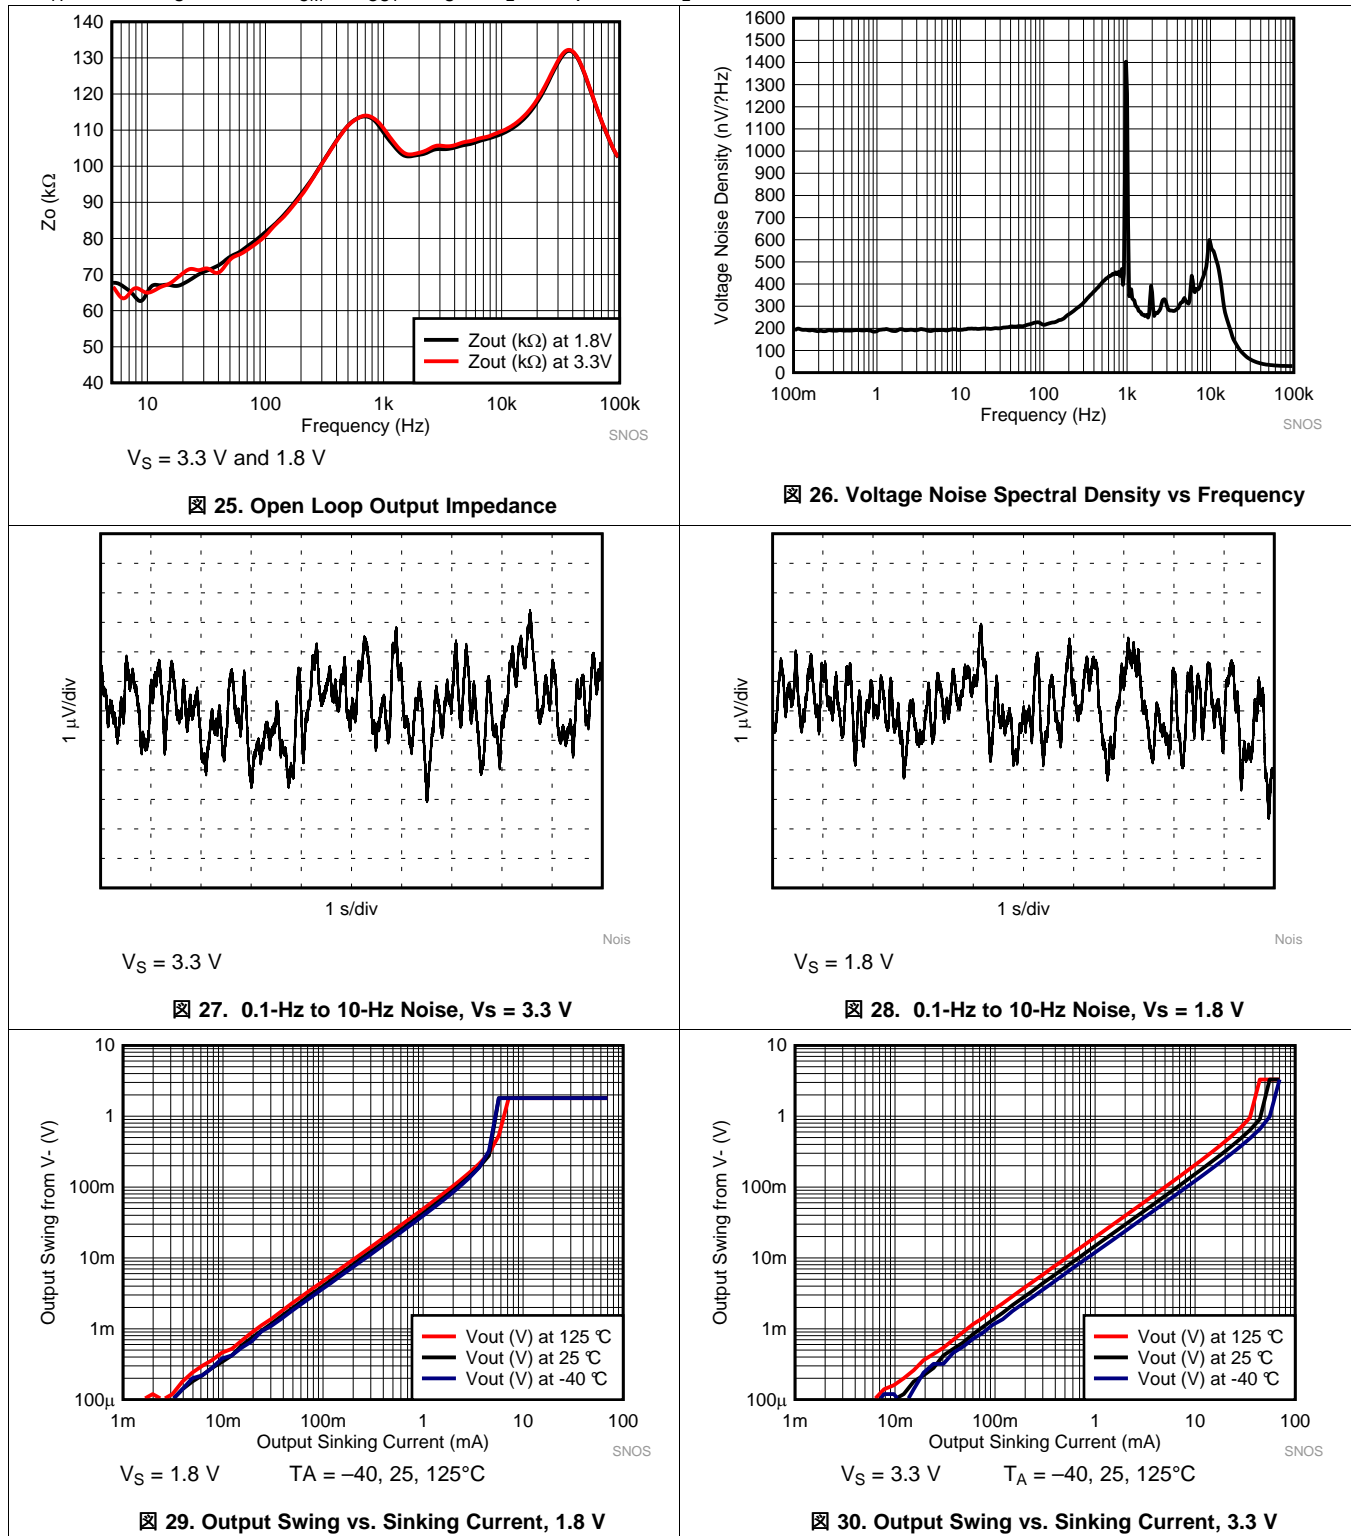 140
130
120
110
100
90
80
70
60
50
40
Zo (kΩ
Zout (kΩ) at 1.8V
Zout (kΩ) at 3.3V
10 100 1k 10k 100k
Frequency (Hz)
SNOS
VS = 3.3 V and 1.8 V
図 25. Open Loop Output Impedance
1600
1500
1400
1300
1200
1100
1000
900
800
700
600
500
400
300
200
100
0
Voltage Noise Density (nV/?Hz)
100m 1 10 100 1k 10k 100k
Frequency (Hz)
SNOS
図 26. Voltage Noise Spectral Density vs Frequency
1 μV/div
1 s/div
Nois
VS = 3.3 V
図 27. 0.1-Hz to 10-Hz Noise, Vs = 3.3 V
1 μV/div
1 s/div
Nois
VS = 1.8 V
図 28. 0.1-Hz to 10-Hz Noise, Vs = 1.8 V
10
1
100m
10m
1m
100μ
Output Swing from V- (V)
Vout (V) at 125 °C
Vout (V) at 25 °C
Vout (V) at -40 °C
1m 10m 100m 1 10 100
Output Sinking Current (mA)
SNOS
VS = 1.8 V TA = –40, 25, 125°C
図 29. Output Swing vs. Sinking Current, 1.8 V
10
1
100m
10m
1m
100μ
Output Swing from V- (V)
Vout (V) at 125 °C
Vout (V) at 25 °C
Vout (V) at -40 °C
1m 10m 100m 1 10 100
Output Sinking Current (mA)
SNOS
VS = 3.3 V TA = –40, 25, 125°C
図 30. Output Swing vs. Sinking Current, 3.3 V